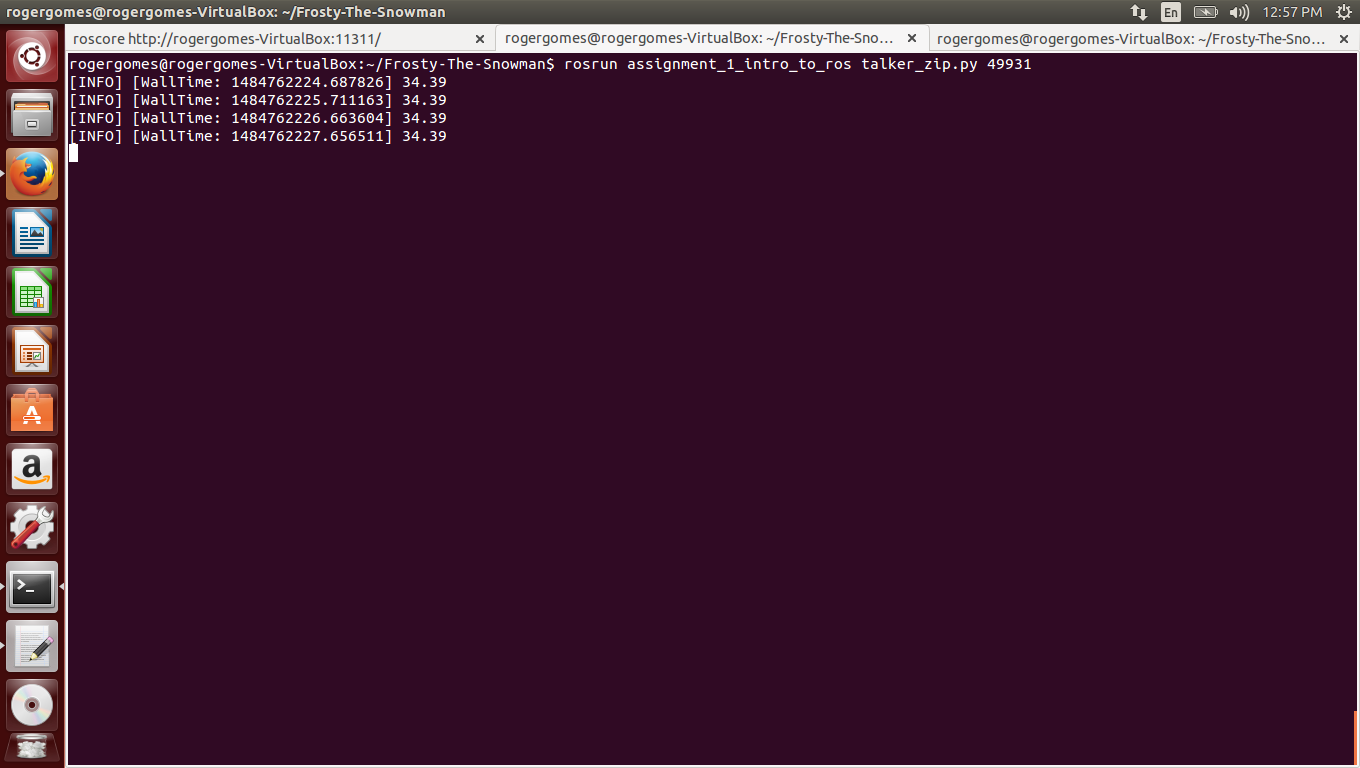 rogergomes@rogergomes-VirtualBox: ~/Frosty-The-Snowman
En
12:57 PM
roscore http://rogergomes-VirtualBox:11311/
rogergomes@rogergomes-VirtualBox: ~/Frosty-The-Sno...
rogergomes@rogergomes-VirtualBox: ~/Frosty-The-Sno...
rogergomes@rogergomes-VirtualBox:~/Frosty-The-Snowman$ rosrun assignment_1_intro_to_ros talker_zip.py 49931
[INFO] [WallTime: 1484762224.687826] 34.39
[INFO] [WallTime: 1484762225.711163] 34.39
[INFO] [WallTime: 1484762226.663604] 34.39
[INFO] [WallTime: 1484762227.656511] 34.39
A
a
>_